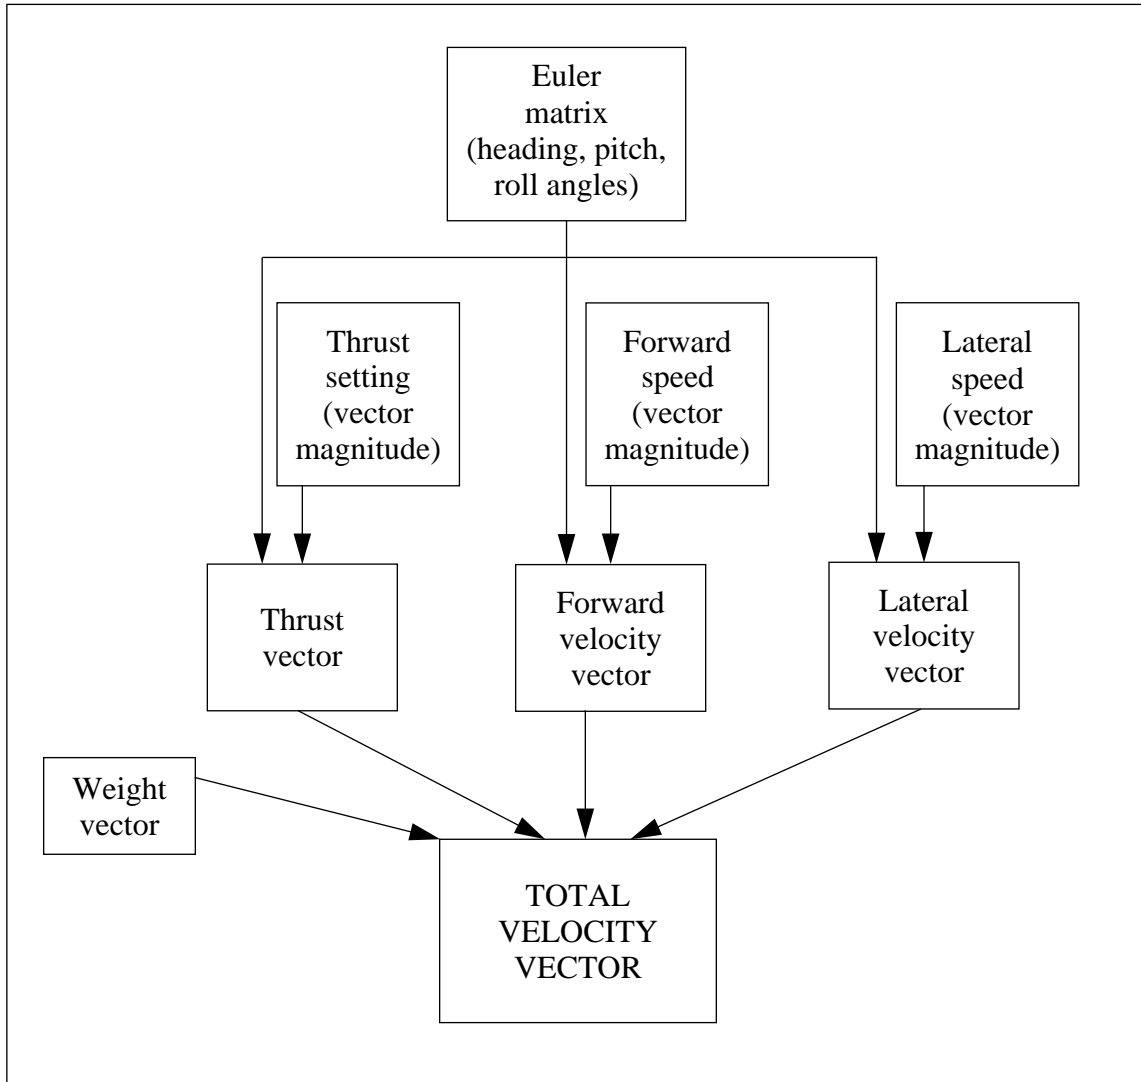 Euler
matrix
(heading, pitch,
roll angles)
Thrust
setting
(vector
magnitude)
Forward
speed
(vector
magnitude)
Lateral
speed
(vector
magnitude)
Thrust
vector
Forward
velocity
vector
Lateral
velocity
vector
Weight
vector
TOTAL
VELOCITY
VECTOR